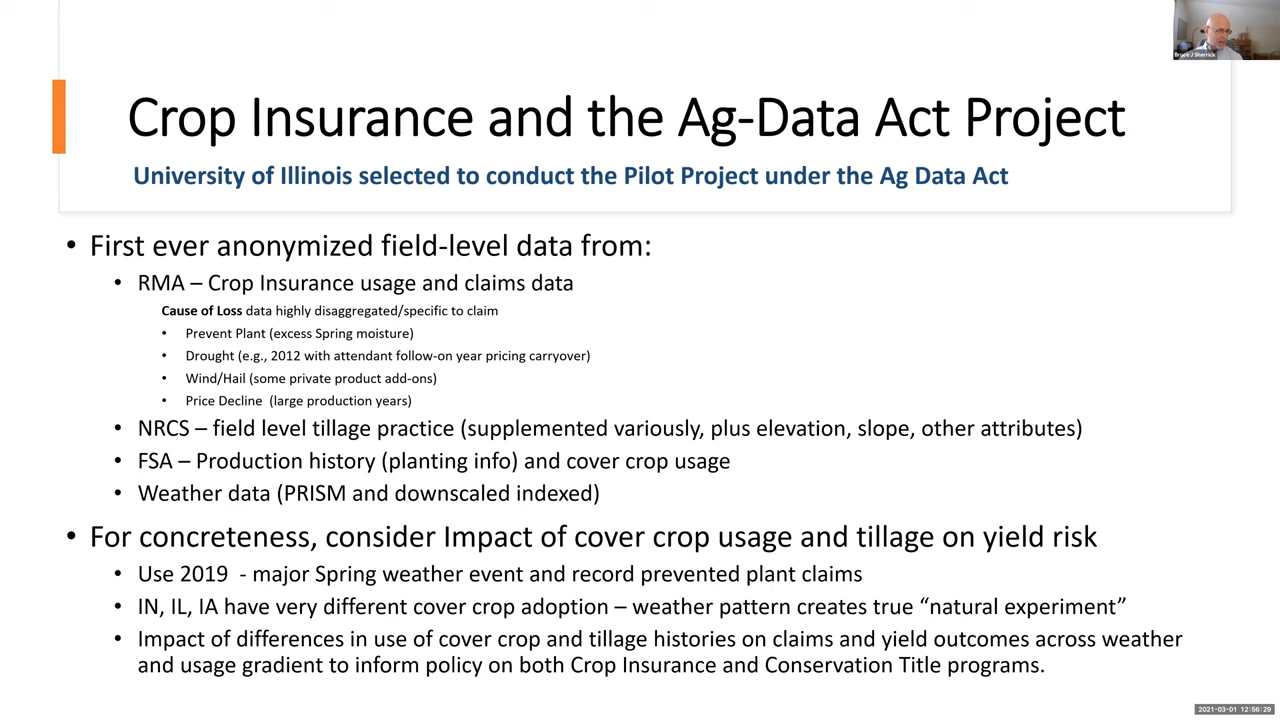 Bruce J Sherrick
Crop Insurance and the Ag-Data Act Project
University of Illinois selected to conduct the Pilot Project under the Ag Data Act
• First ever anonymized field-level data from:
• RMA – Crop Insurance usage and claims data
Cause of Loss data highly disaggregated/specific to claim
• Prevent Plant (excess Spring moisture)
• Drought (e.g., 2012 with attendant follow-on year pricing carryover)
• Wind/Hail (some private product add-ons)
• Price Decline (large production years)
• NRCS – field level tillage practice (supplemented variously, plus elevation, slope, other attributes)
• FSA – Production history (planting info) and cover crop usage
• Weather data (PRISM and downscaled indexed)
• For concreteness, consider Impact of cover crop usage and tillage on yield risk
• Use 2019 - major Spring weather event and record prevented plant claims
• IN, IL, IA have very different cover crop adoption – weather pattern creates true “natural experiment”
• Impact of differences in use of cover crop and tillage histories on claims and yield outcomes across weather
and usage gradient to inform policy on both Crop Insurance and Conservation Title programs.
2021-03-01 12:56:29